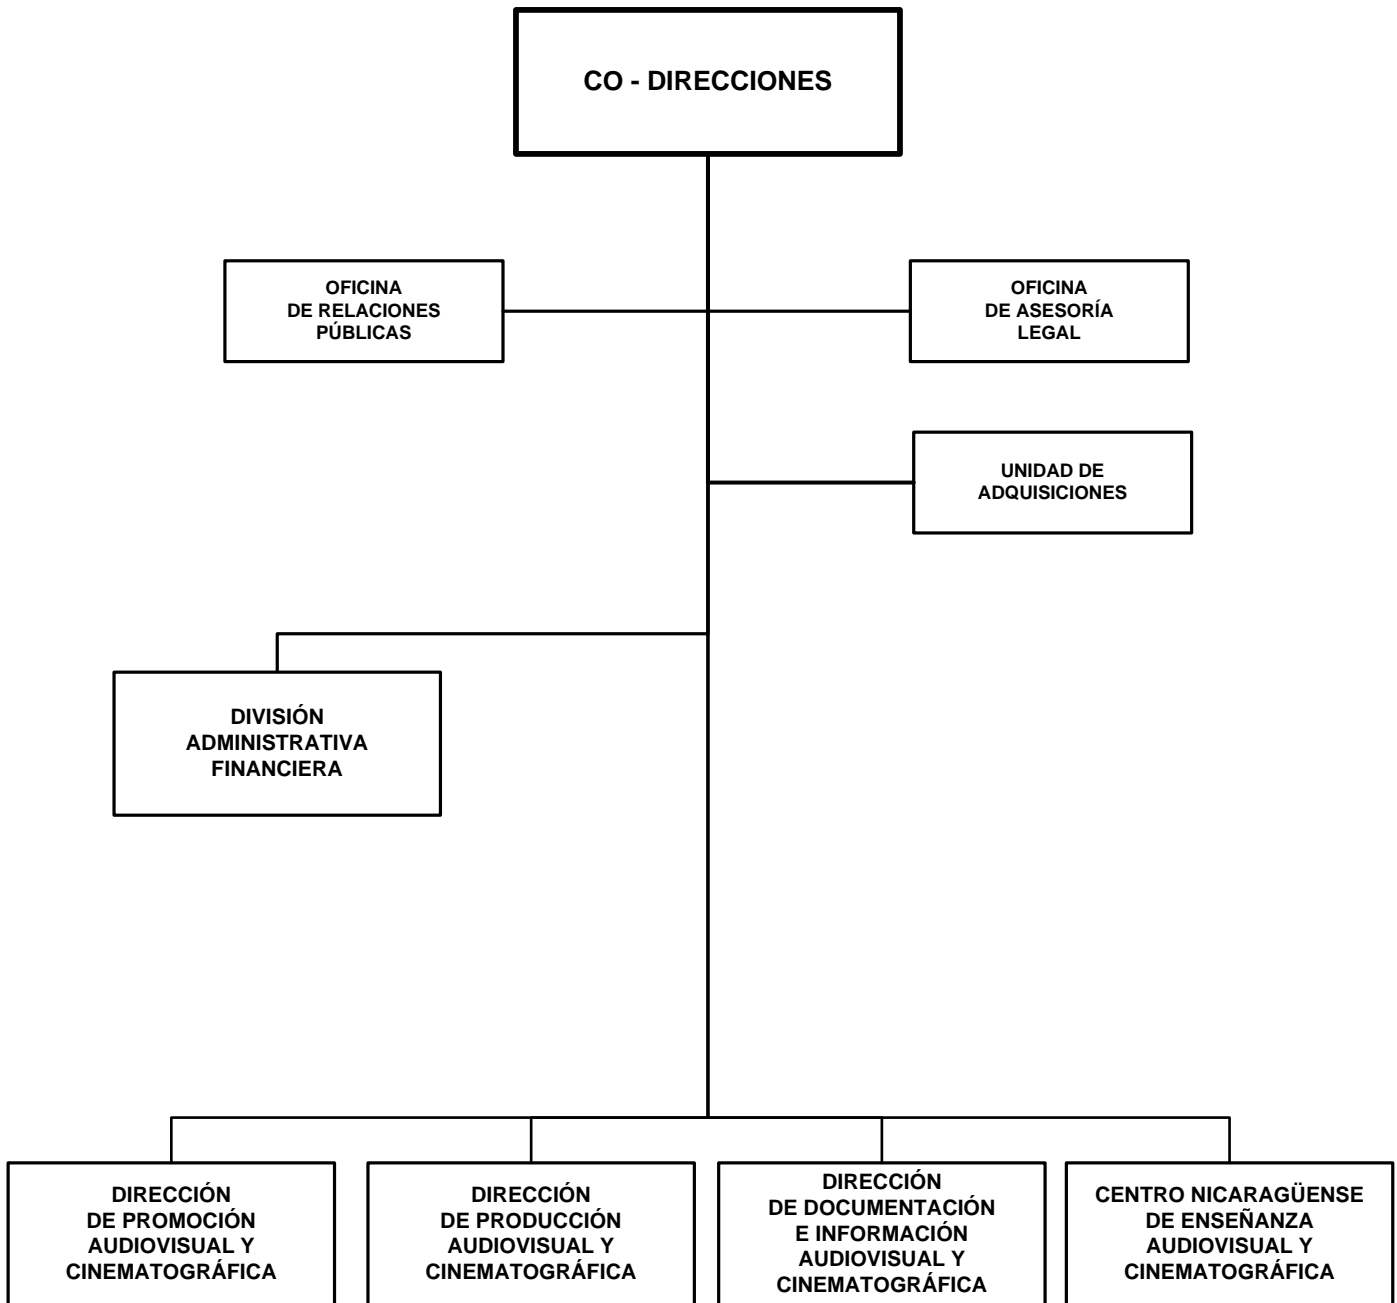 CO - DIRECCIONES
OFICINA
DE RELACIONES
PÚBLICAS
OFICINA
DE ASESORÍA
LEGAL
UNIDAD DE
ADQUISICIONES
DIVISIÓN
ADMINISTRATIVA
FINANCIERA
DIRECCIÓN
DE PROMOCIÓN
AUDIOVISUAL Y
CINEMATOGRÁFICA
DIRECCIÓN
DE PRODUCCIÓN
AUDIOVISUAL Y
CINEMATOGRÁFICA
DIRECCIÓN
DE DOCUMENTACIÓN
E INFORMACIÓN
AUDIOVISUAL Y
CINEMATOGRÁFICA
CENTRO NICARAGÜENSE
DE ENSEÑANZA
AUDIOVISUAL Y
CINEMATOGRÁFICA